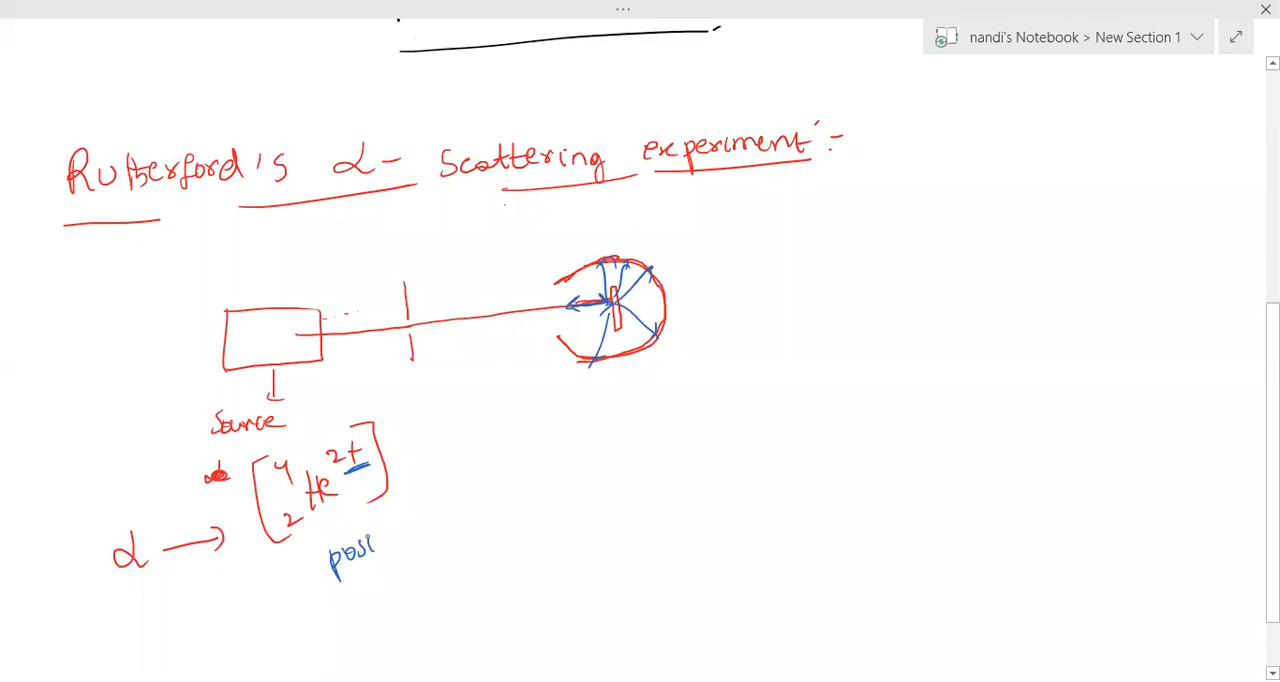 nandi's Notebook > New Section 1
Rutherford's α- Scattering experiment :-
Source
[⁴₂He²⁺]
α →
posi